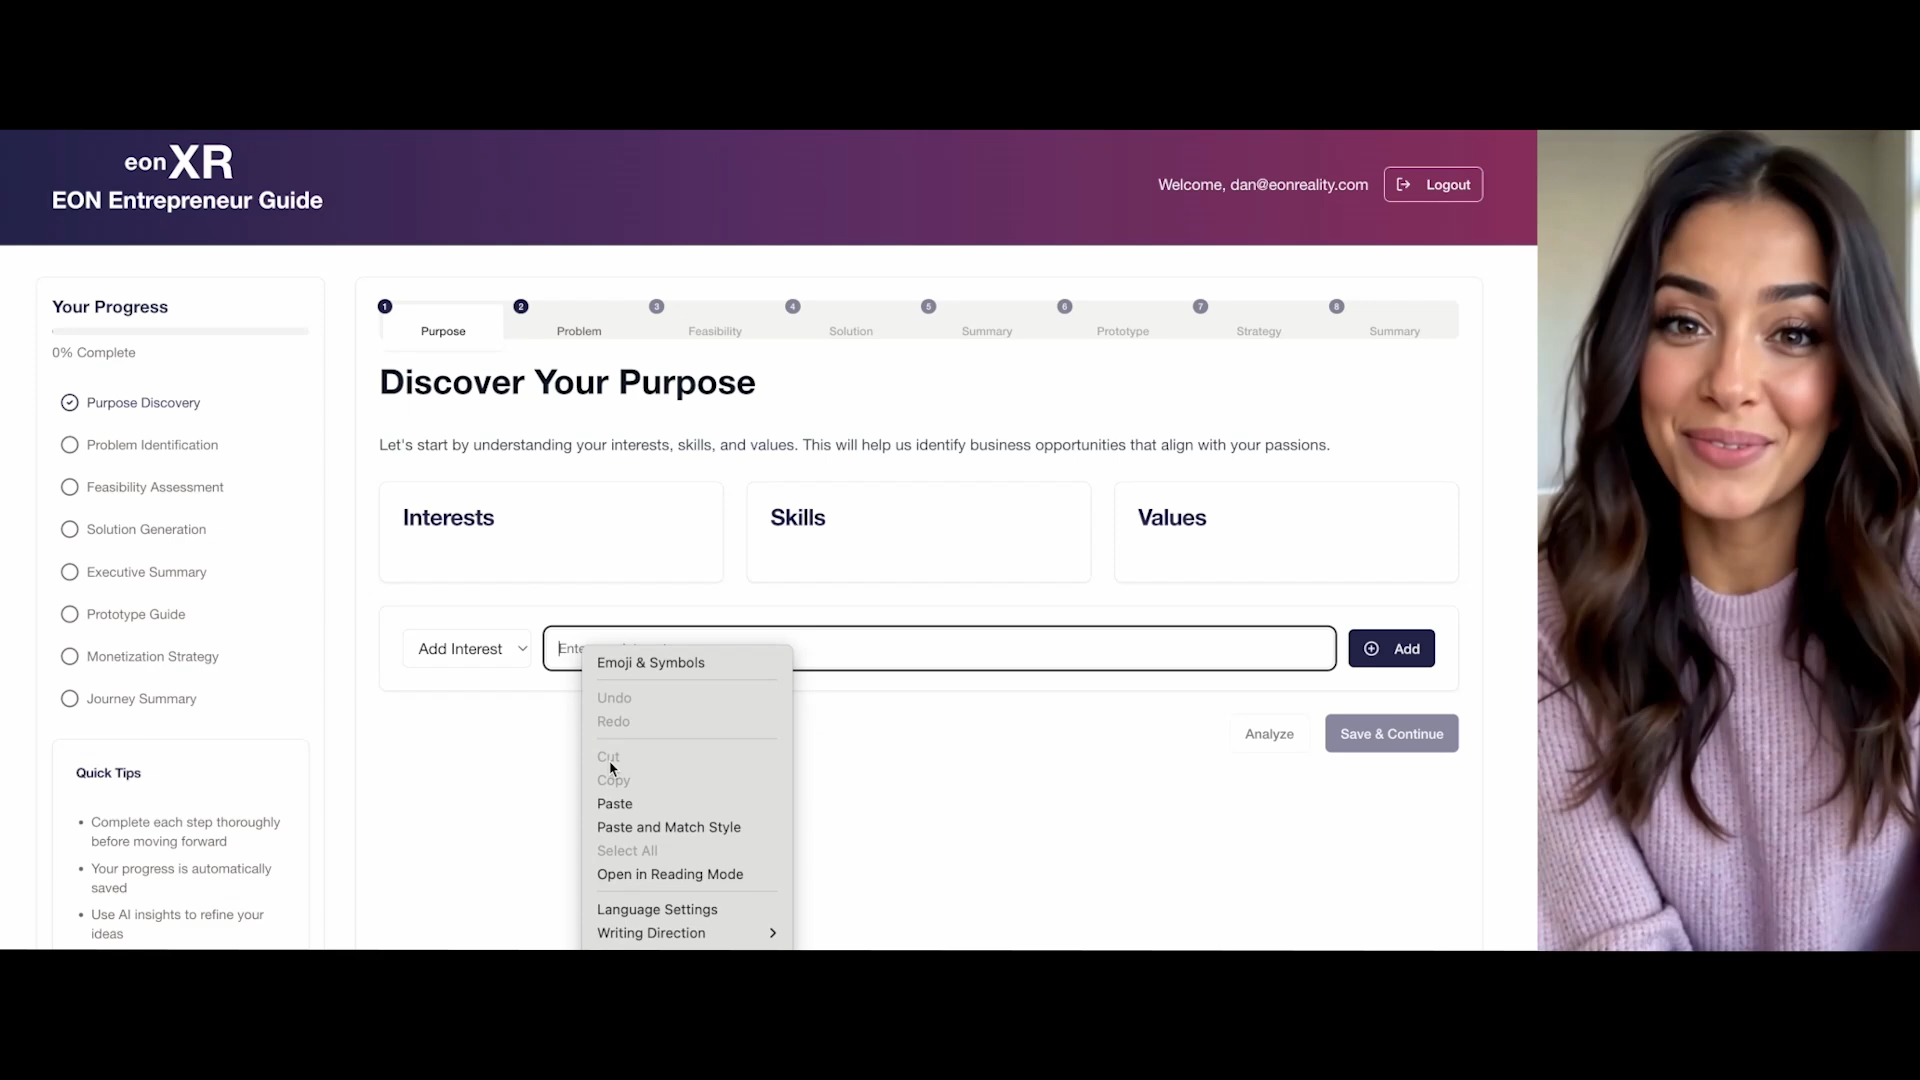 eonXR
EON Entrepreneur Guide
Welcome, dan@eonreality.com
Logout
Your Progress
0% Complete
Purpose Discovery
Problem Identification
Feasibility Assessment
Solution Generation
Executive Summary
Prototype Guide
Monetization Strategy
Journey Summary
Quick Tips
• Complete each step thoroughly
before moving forward
• Your progress is automatically
saved
• Use AI insights to refine your
ideas
1 2 3 4 5 6 7 8
Purpose Problem Feasibility Solution Summary Prototype Strategy Summary
Discover Your Purpose
Let's start by understanding your interests, skills, and values. This will help us identify business opportunities that align with your passions.
Interests
Skills
Values
Add Interest
Add
Analyze
Save & Continue
Emoji & Symbols
Undo
Redo
Cut
Copy
Paste
Paste and Match Style
Select All
Open in Reading Mode
Language Settings
Writing Direction